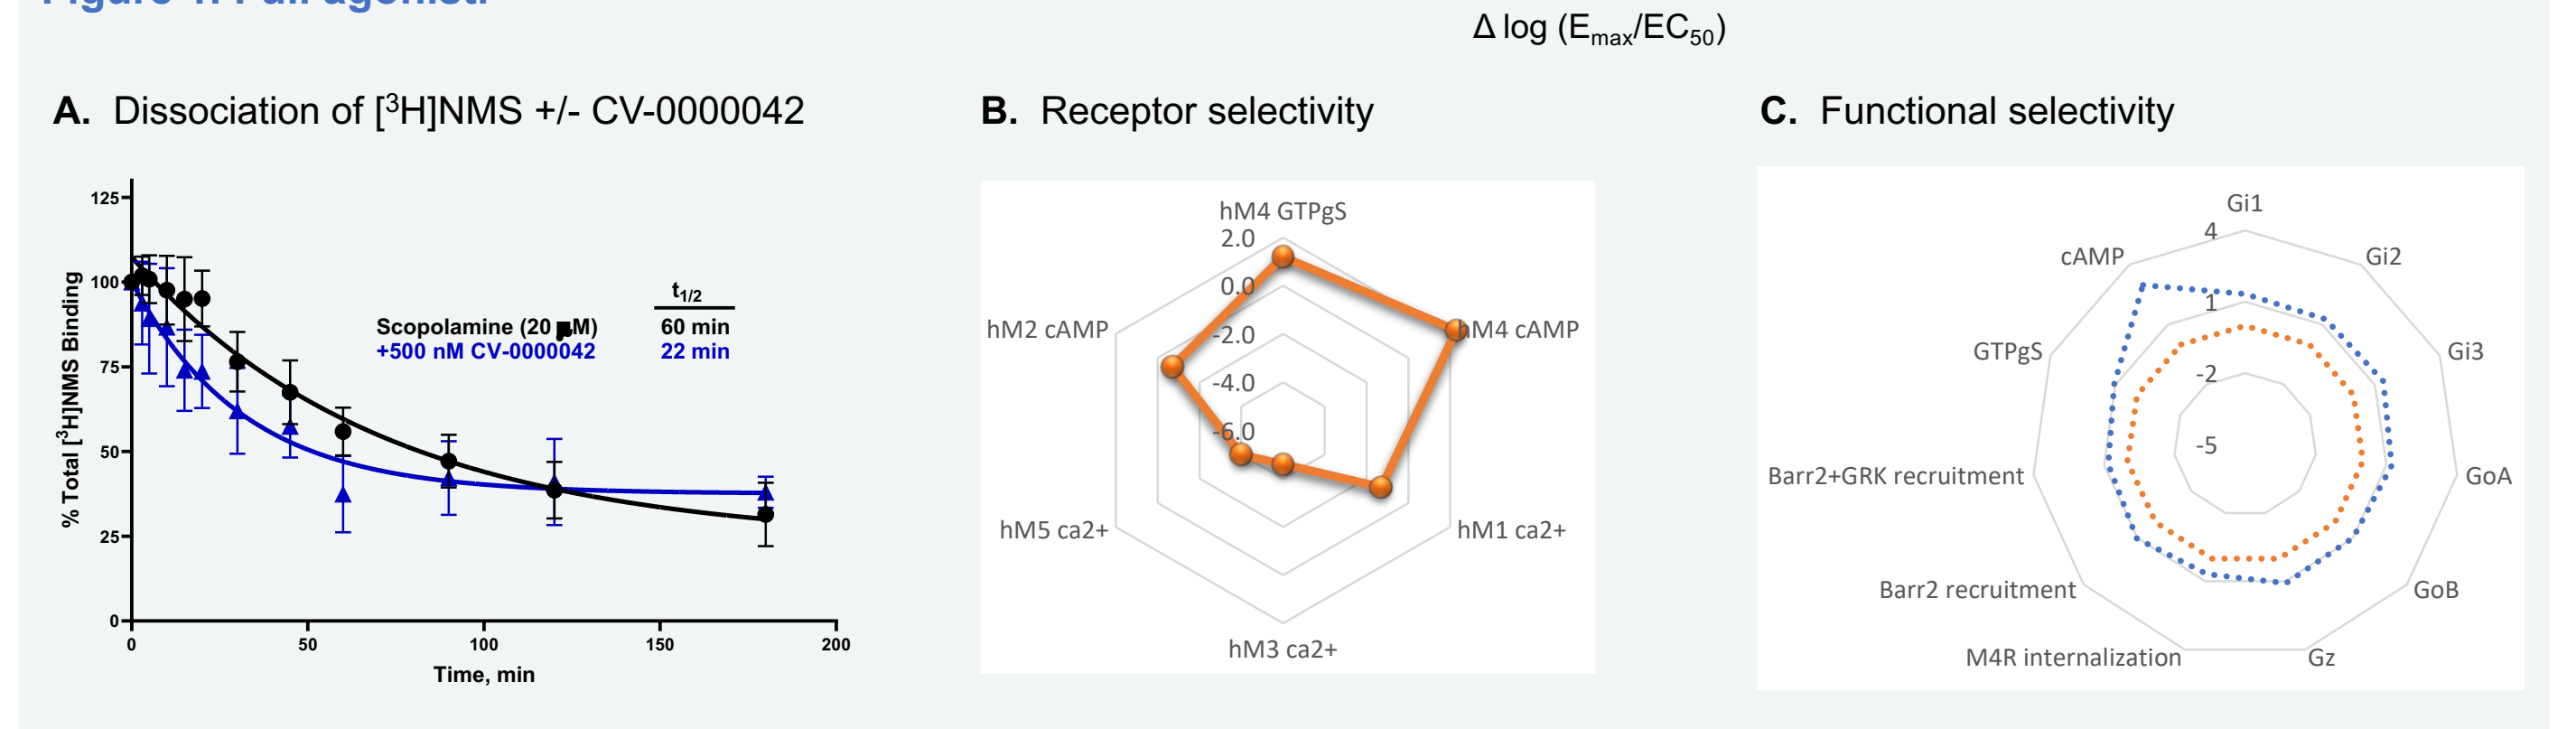 Δ log (Emax/EC50)
A. Dissociation of [³H]NMS +/- CV-0000042
B. Receptor selectivity
C. Functional selectivity
% Total [³H]NMS Binding
125
100
75
50
25
0
0 50 100 150 200
Time, min
t1/2
Scopolamine (20 M) 60 min
+500 nM CV-0000042 22 min
hM4 GTPgS
2.0
0.0
-2.0
-4.0
-6.0
hM4 cAMP
hM1 ca2+
hM3 ca2+
hM5 ca2+
hM2 cAMP
Gi1
4
1
-2
-5
Gi2
Gi3
GoA
GoB
Gz
M4R internalization
Barr2 recruitment
Barr2+GRK recruitment
GTPgS
cAMP